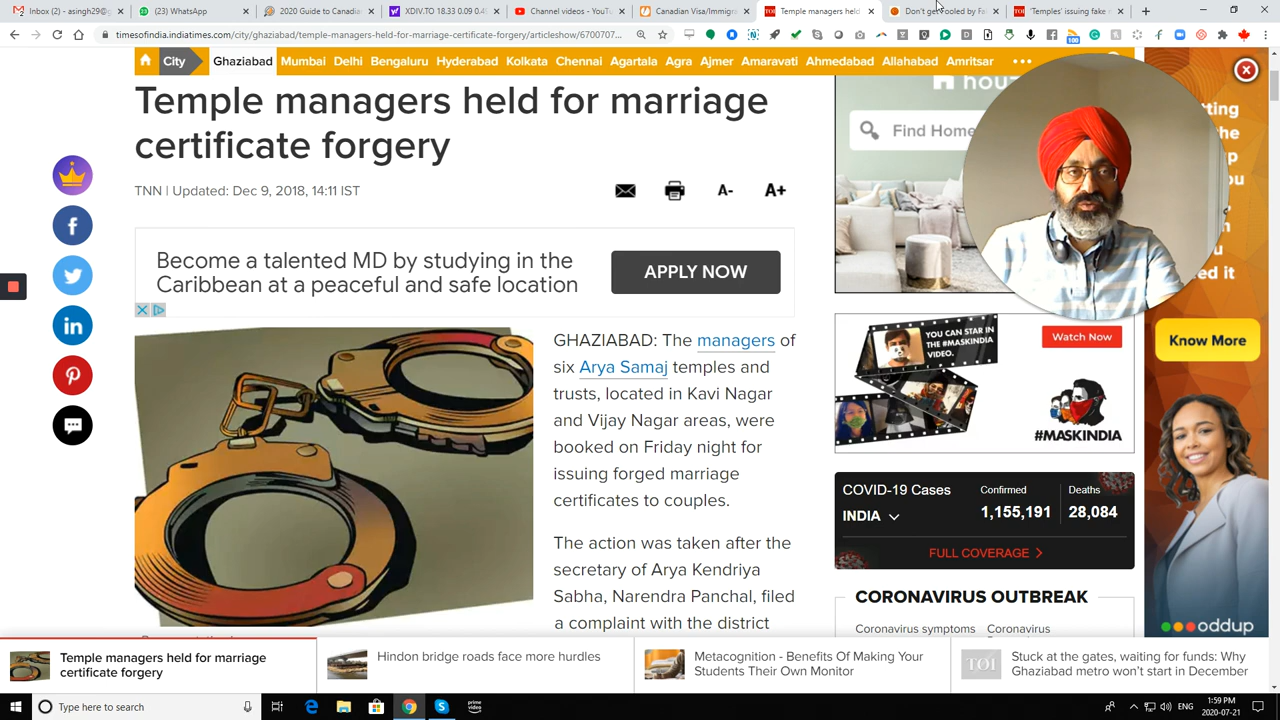 Inbox (2) - asingh29@gmail
(23) WhatsApp
2020 Guide to Canadian
XDIV.TO 18.33 0.09 0.4
Channel videos - YouTu
Canadian Visa/Immigra
Temple managers held
Don't get fooled by Fa
'Temples' issuing fake
timesofindia.indiatimes.com/city/ghaziabad/temple-managers-held-for-marriage-certificate-forgery/articleshow/6700707
City
Ghaziabad
Mumbai
Delhi
Bengaluru
Hyderabad
Kolkata
Chennai
Agartala
Agra
Ajmer
Amaravati
Ahmedabad
Allahabad
Amritsar
Temple managers held for marriage
certificate forgery
TNN | Updated: Dec 9, 2018, 14:11 IST
A-
A+
Become a talented MD by studying in the
Caribbean at a peaceful and safe location
APPLY NOW
GHAZIABAD: The managers of
six Arya Samaj temples and
trusts, located in Kavi Nagar
and Vijay Nagar areas, were
booked on Friday night for
issuing forged marriage
certificates to couples.
The action was taken after the
secretary of Arya Kendriya
Sabha, Narendra Panchal, filed
a complaint with the district
houz
Find Home
Know More
oddup
YOU CAN STAR IN
THE #MASKINDIA
VIDEO.
Watch Now
#MASKINDIA
COVID-19 Cases
INDIA
Confirmed
1,155,191
Deaths
28,084
FULL COVERAGE
CORONAVIRUS OUTBREAK
Coronavirus symptoms
Coronavirus
Temple managers held for marriage
certificate forgery
Hindon bridge roads face more hurdles
Metacognition - Benefits Of Making Your
Students Their Own Monitor
TOI
Stuck at the gates, waiting for funds: Why
Ghaziabad metro won't start in December
Type here to search
prime
video
ENG
1:59 PM
2020-07-21